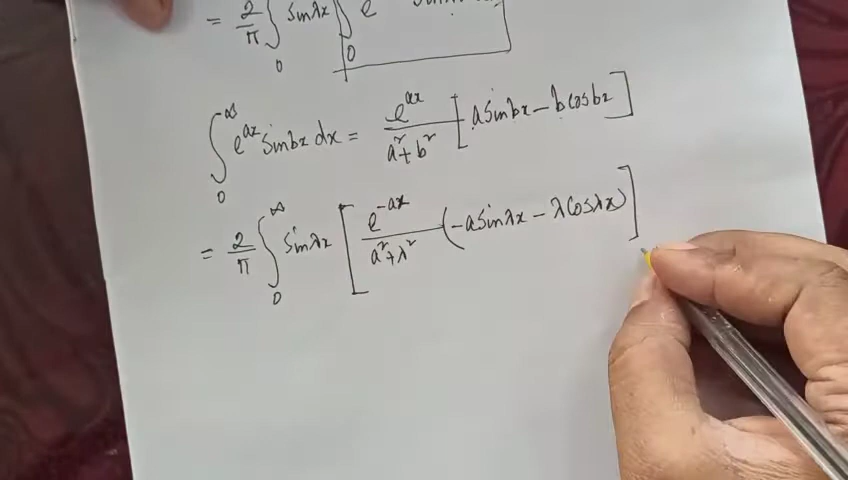 = 2/π ∫₀ sinλx ∫₀ e
∫₀^∞ e^{ax} sinbx dx = e^{ax}/(a²+b²) [a sinbx − b cosbx]
= 2/π ∫₀^∞ sinλx [e^{-ax}/(a²+λ²) (−a sinλx − λ cosλx)]